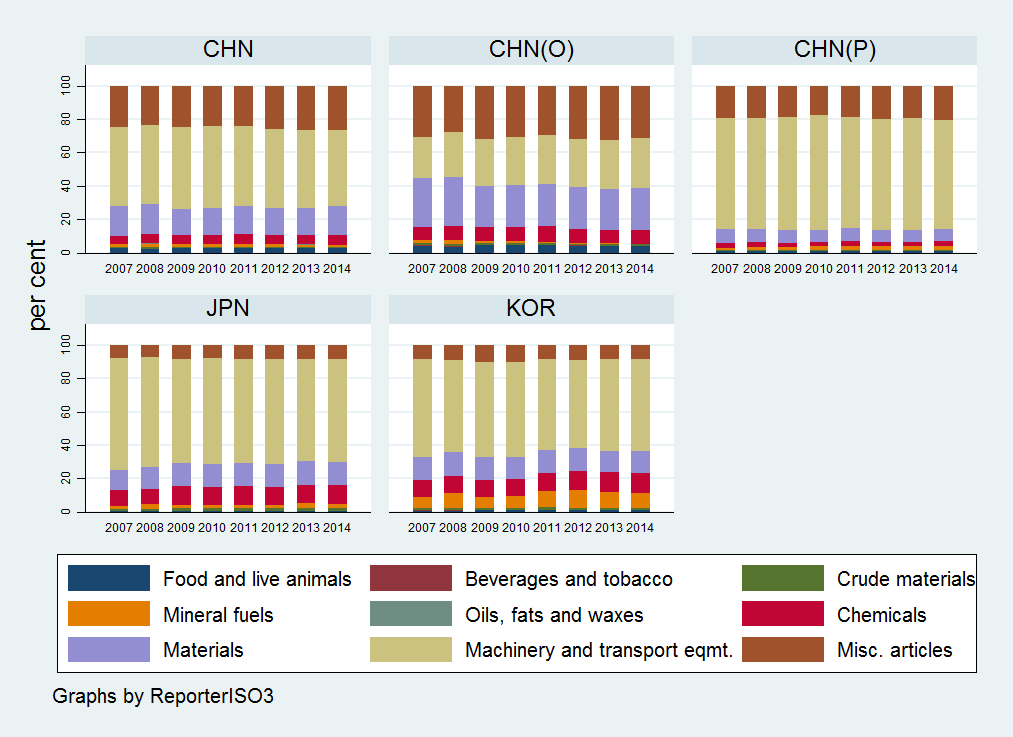 CHN CHN(O) CHN(P)
100
80
60
40
20
0
2007 2008 2009 2010 2011 2012 2013 2014 2007 2008 2009 2010 2011 2012 2013 2014 2007 2008 2009 2010 2011 2012 2013 2014
per cent
JPN KOR
100
80
60
40
20
0
2007 2008 2009 2010 2011 2012 2013 2014 2007 2008 2009 2010 2011 2012 2013 2014
Food and live animals Beverages and tobacco Crude materials
Mineral fuels Oils, fats and waxes Chemicals
Materials Machinery and transport eqmt. Misc. articles
Graphs by ReporterISO3